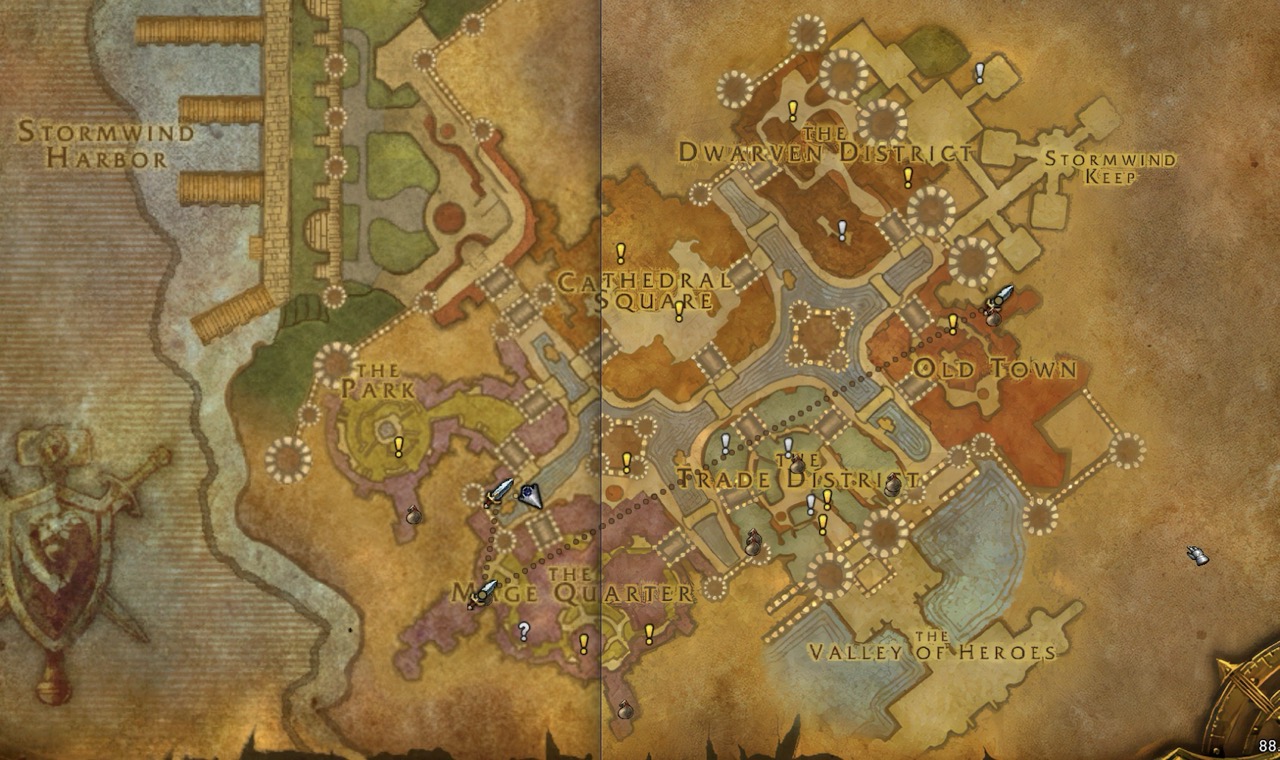 STORMWIND
HARBOR
THE
DWARVEN DISTRICT
STORMWIND
KEEP
CATHEDRAL
SQUARE
THE
PARK
OLD TOWN
THE
TRADE DISTRICT
THE
MAGE QUARTER
THE
VALLEY OF HEROES
88.